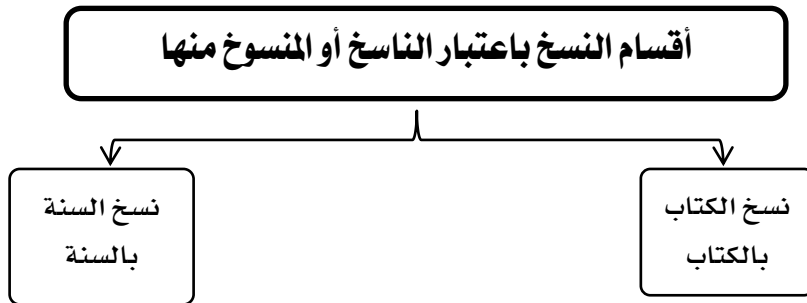 أقسام النسخ باعتبار الناسخ أو المنسوخ منها
نسخ الكتاب
بالكتاب
نسخ السنة
بالسنة